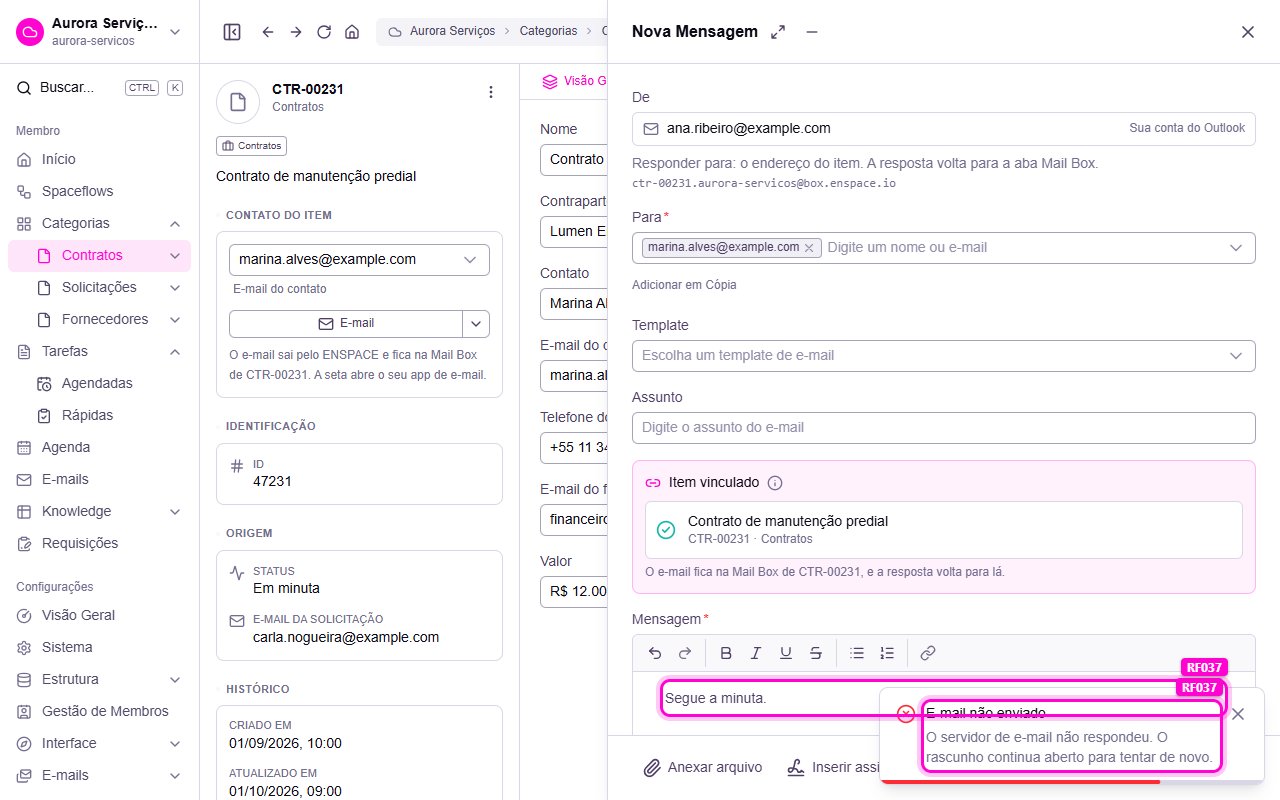 Aurora Serviç...
aurora-servicos
Buscar...
CTRL
K
Membro
Início
Spaceflows
Categorias
Contratos
Solicitações
Fornecedores
Tarefas
Agendadas
Rápidas
Agenda
E-mails
Knowledge
Requisições
Configurações
Visão Geral
Sistema
Estrutura
Gestão de Membros
Interface
E-mails
Aurora Serviços
Categorias
CTR-00231
Contratos
Contratos
Contrato de manutenção predial
CONTATO DO ITEM
marina.alves@example.com
E-mail do contato
E-mail
O e-mail sai pelo ENSPACE e fica na Mail Box
de CTR-00231. A seta abre o seu app de e-mail.
IDENTIFICAÇÃO
ID
47231
ORIGEM
STATUS
Em minuta
E-MAIL DA SOLICITAÇÃO
carla.nogueira@example.com
HISTÓRICO
CRIADO EM
01/09/2026, 10:00
ATUALIZADO EM
01/10/2026, 09:00
Visão G
Nome
Contrato
Contrapart
Lumen E
Contato
Marina Al
E-mail do c
marina.al
Telefone do
+55 11 34
E-mail do f
financeiro
Valor
R$ 12.00
Nova Mensagem
De
ana.ribeiro@example.com
Sua conta do Outlook
Responder para: o endereço do item. A resposta volta para a aba Mail Box.
ctr-00231.aurora-servicos@box.enspace.io
Para*
marina.alves@example.com
Digite um nome ou e-mail
Adicionar em Cópia
Template
Escolha um template de e-mail
Assunto
Digite o assunto do e-mail
Item vinculado
Contrato de manutenção predial
CTR-00231 · Contratos
O e-mail fica na Mail Box de CTR-00231, e a resposta volta para lá.
Mensagem*
RF037
Segue a minuta.
RF037
E-mail não enviado
O servidor de e-mail não respondeu. O
rascunho continua aberto para tentar de novo.
Anexar arquivo
Inserir assi